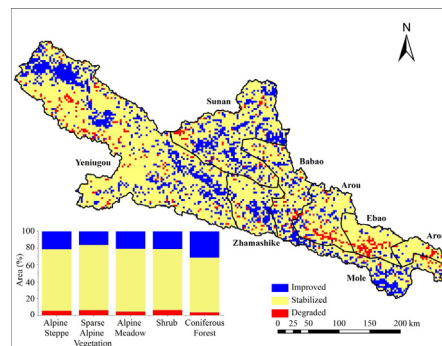 N
Sunan
Babao
Yeniugou
Arou
Ebao
Arou
Zhamashike
Mole
100
80
60
40
20
0
Area (%)
Alpine Steppe
Sparse Alpine Vegetation
Alpine Meadow
Shrub
Coniferous Forest
Improved
Stabilized
Degraded
0 25 50 100 150 200 km